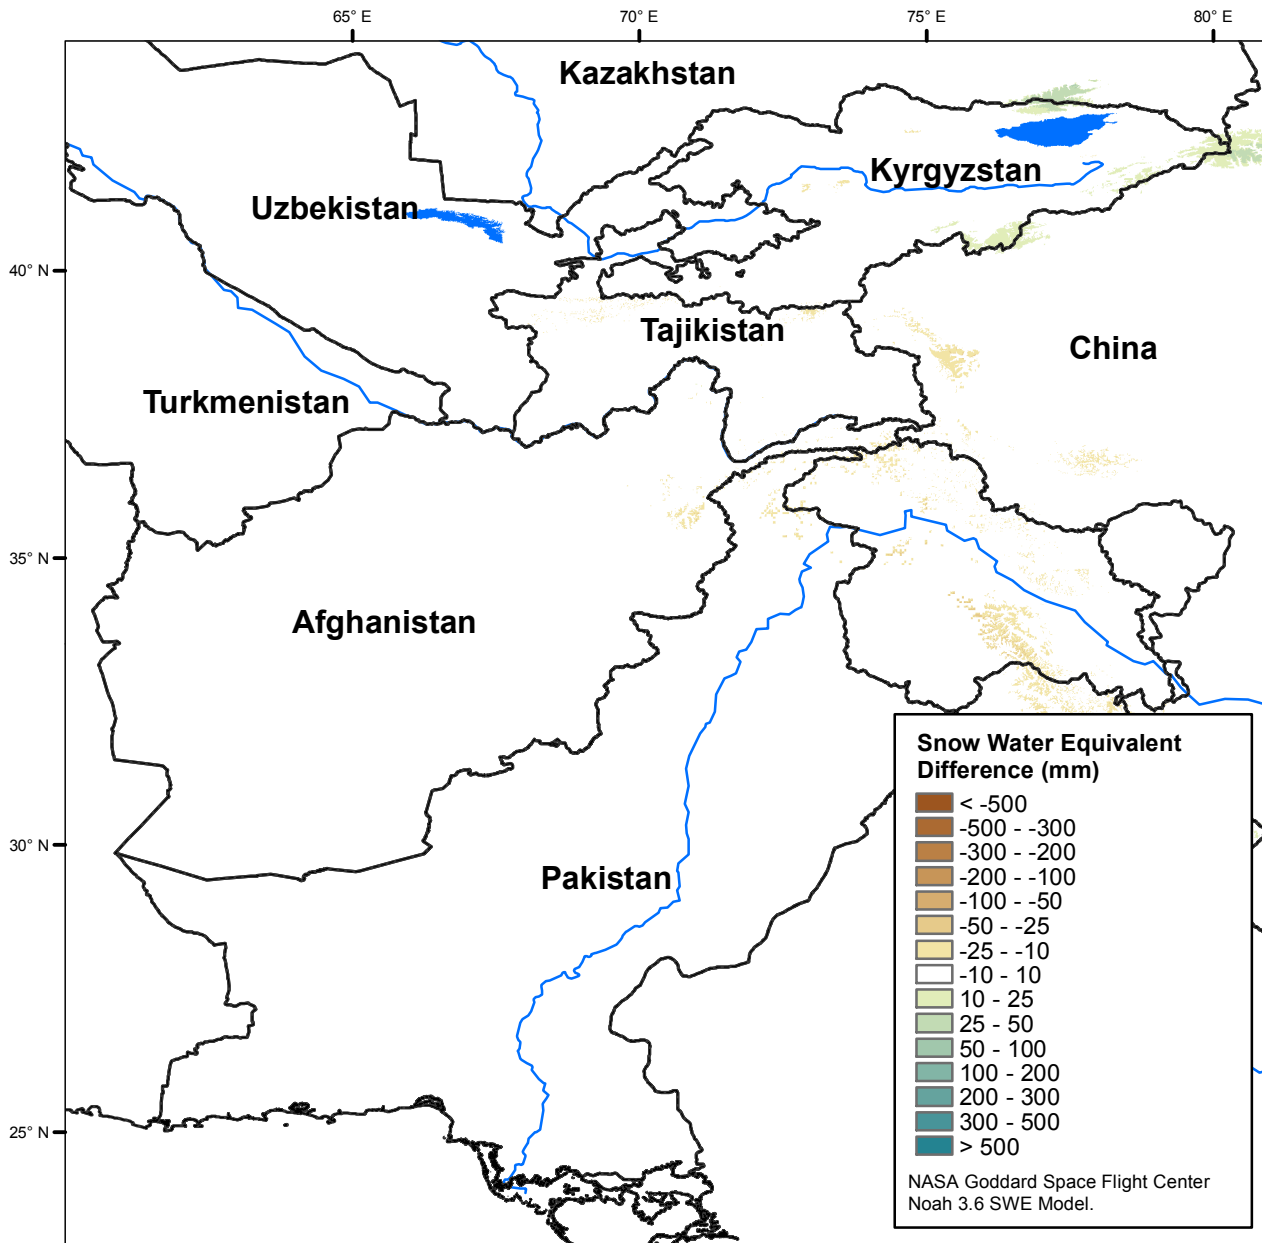 65° E
70° E
75° E
80° E
Kazakhstan
Kyrgyzstan
Uzbekistan
40° N
Tajikistan
China
Turkmenistan
35° N
Afghanistan
Snow Water Equivalent
Difference (mm)
< -500
-500 - -300
-300 - -200
-200 - -100
-100 - -50
-50 - -25
-25 - -10
-10 - 10
10 - 25
25 - 50
50 - 100
100 - 200
200 - 300
300 - 500
> 500
NASA Goddard Space Flight Center
Noah 3.6 SWE Model.
30° N
Pakistan
25° N